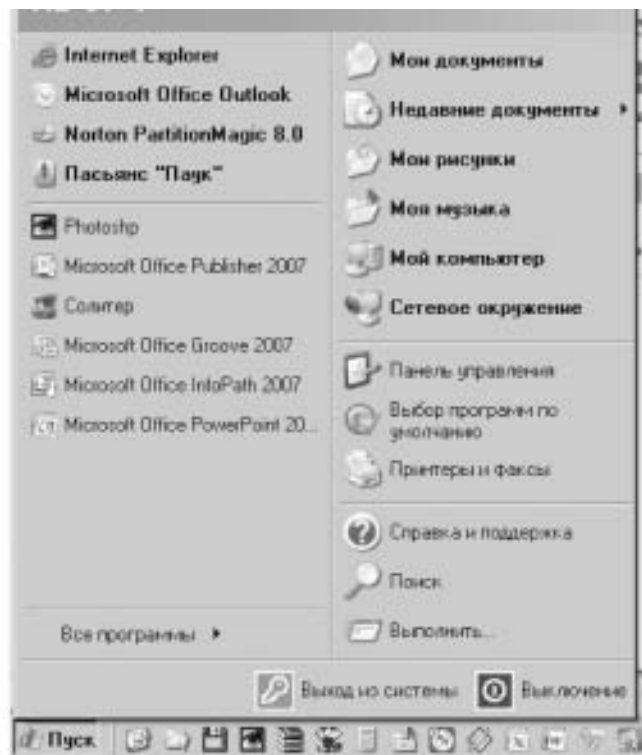 Internet Explorer
Microsoft Office Outlook
Norton PartitionMagic 8.0
Пасьянс "Паук"
Photoshp
Microsoft Office Publisher 2007
Солитер
Microsoft Office Groove 2007
Microsoft Office InfoPath 2007
Microsoft Office PowerPoint 20...
Все программы
Мои документы
Недавние документы
Мои рисунки
Моя музыка
Мой компьютер
Сетевое окружение
Панель управления
Выбор программ по
умолчанию
Принтеры и факсы
Справка и поддержка
Поиск
Выполнить...
Выход из системы
Выключение
Пуск